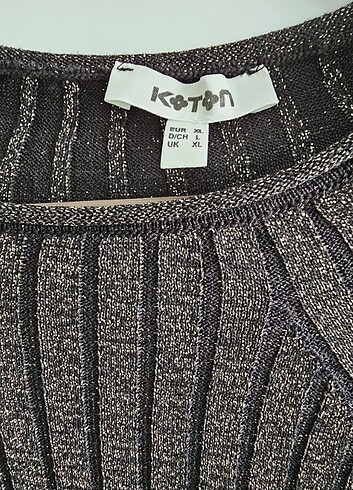 KOTON
EUR XL
D/CH L
UK XL